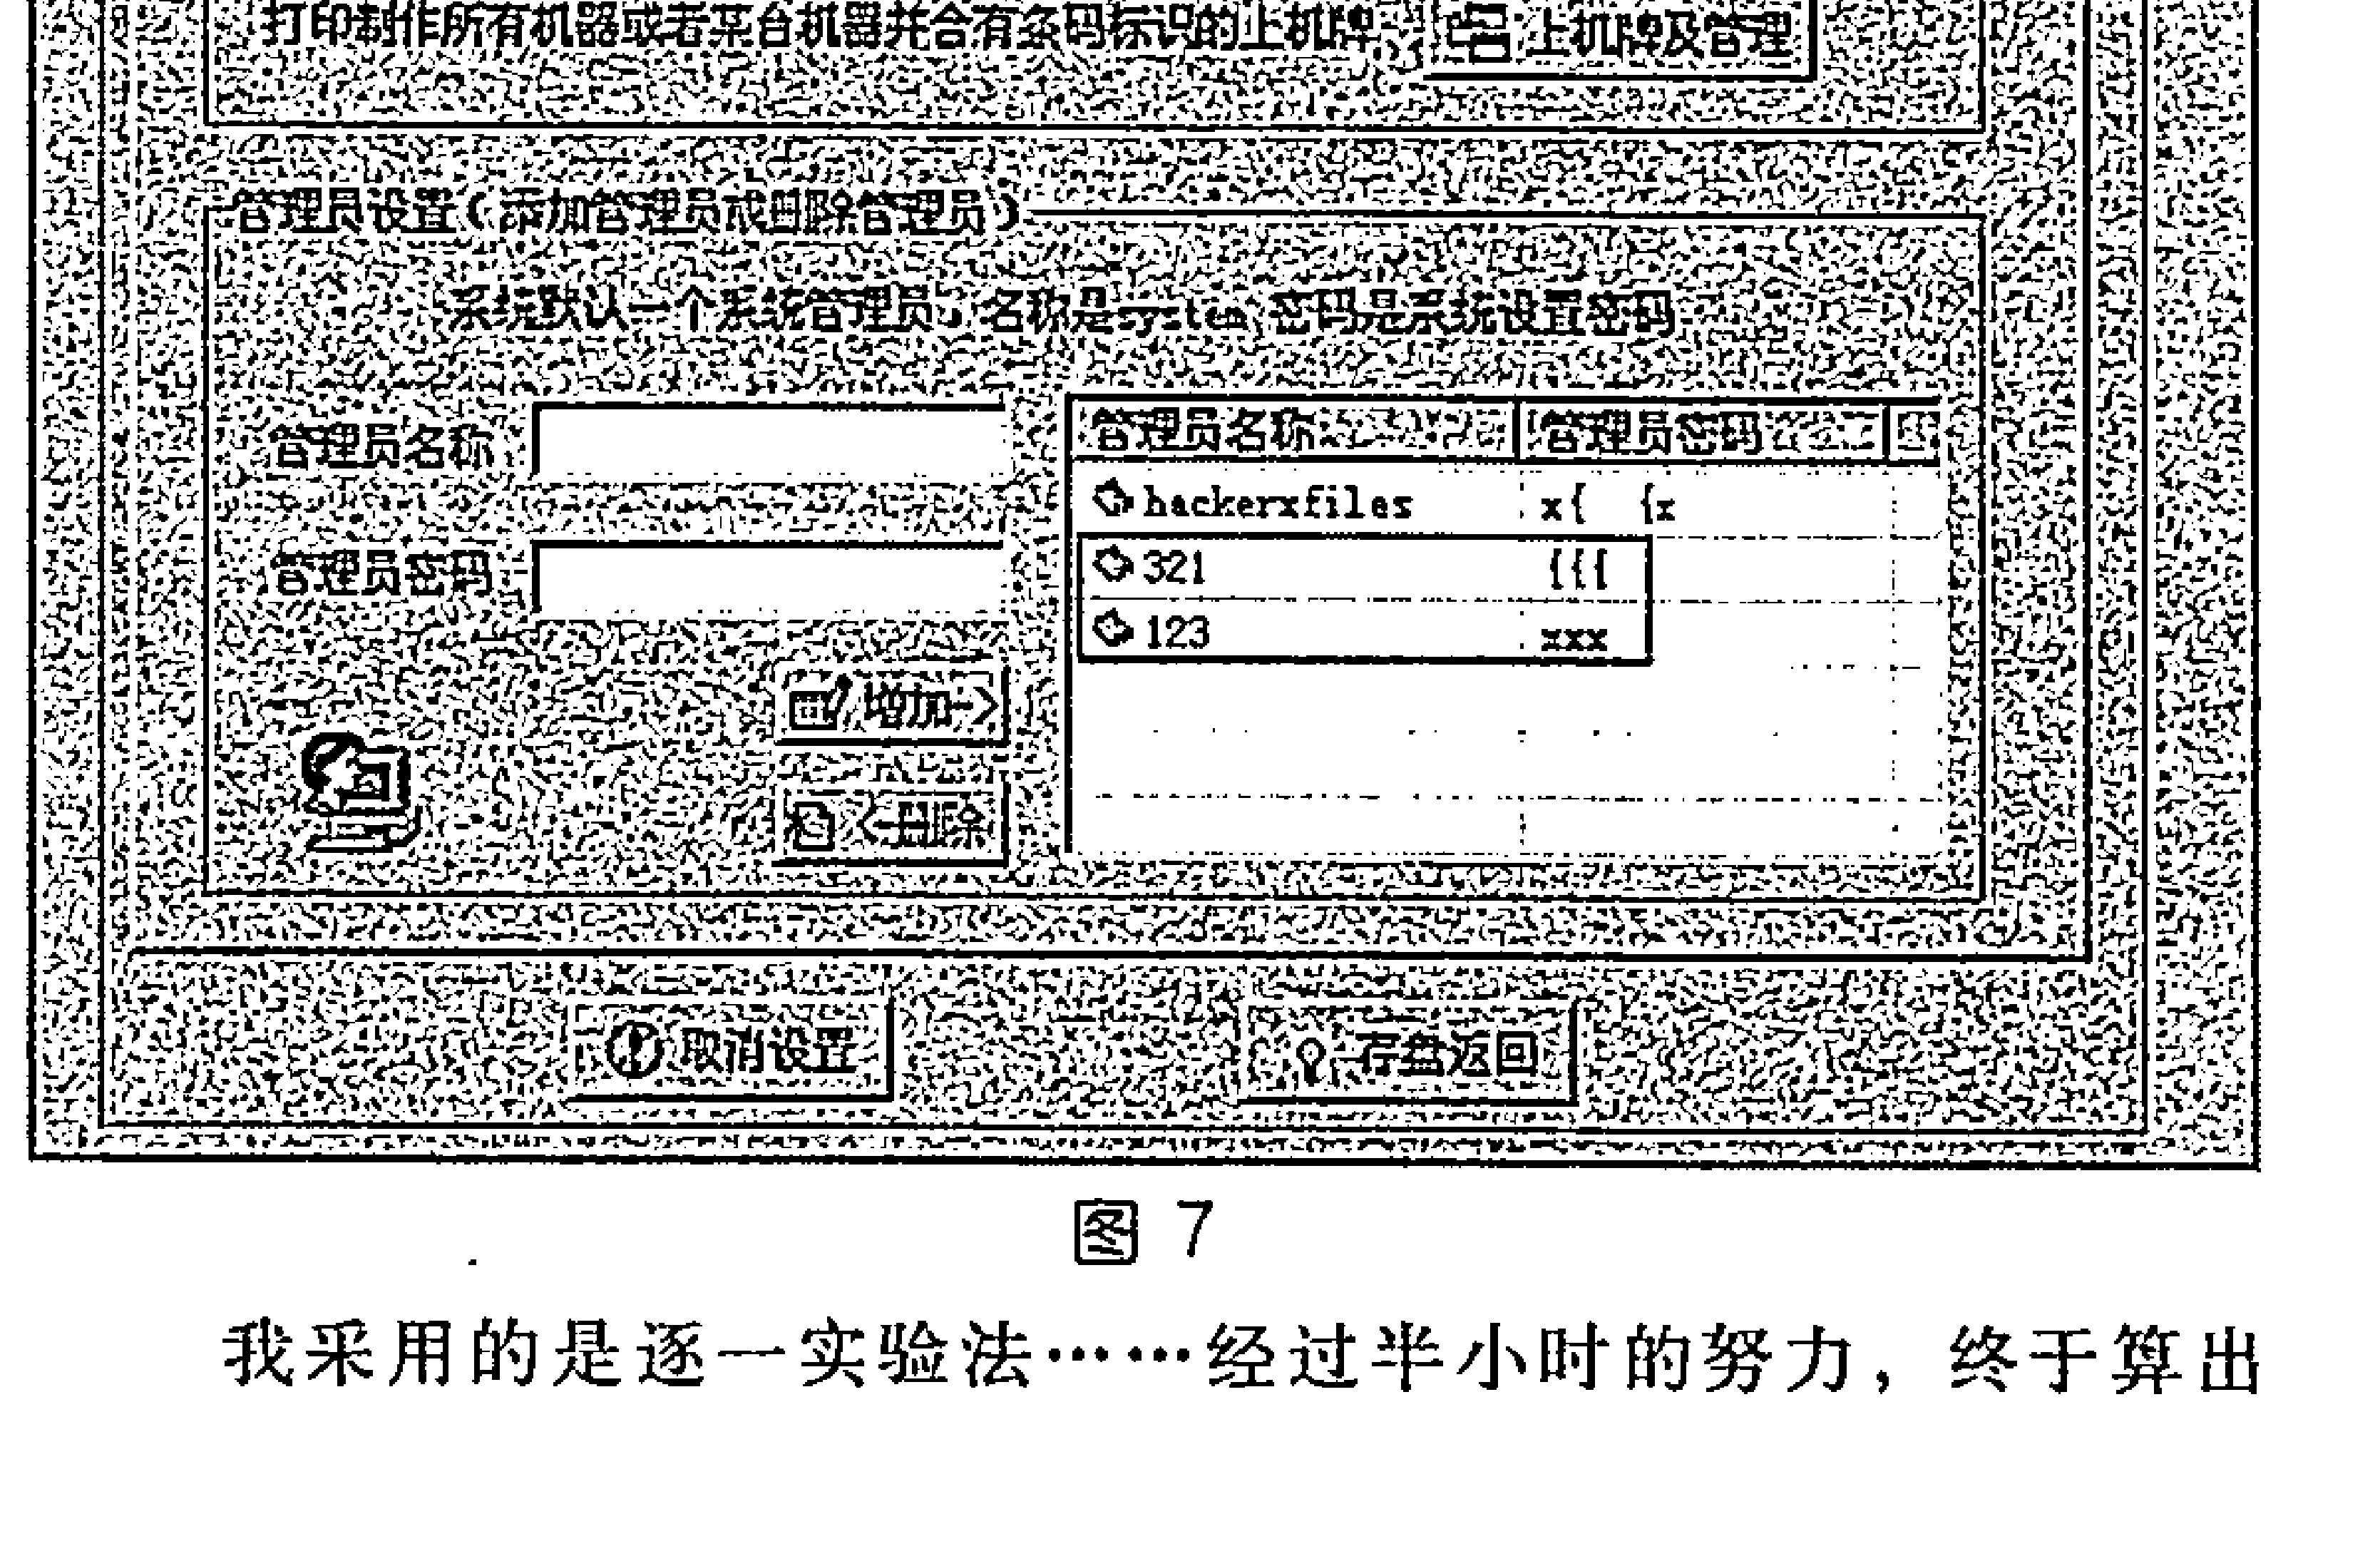 打印制作所有机器或者某台机器并合有条码标识的上机牌 上机牌及管理
管理员设置(添加管理员或删除管理员)
系统默认一个系统管理员，名称是system 密码是系统设置密码
管理员名称
管理员密码
增加->
<-删除
管理员名称 管理员密码
hackerxfiles x{ {x
321 {{{
123 xxx
取消设置 存盘返回
图 7
我采用的是逐一实验法……经过半小时的努力，终于算出